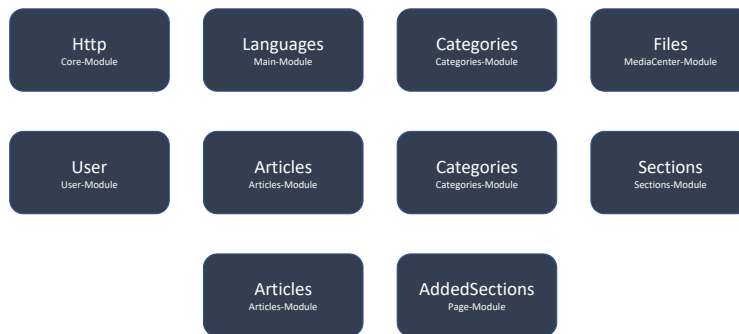 Http
Core-Module
Languages
Main-Module
Categories
Categories-Module
Files
MediaCenter-Module
User
User-Module
Articles
Articles-Module
Categories
Categories-Module
Sections
Sections-Module
Articles
Articles-Module
AddedSections
Page-Module